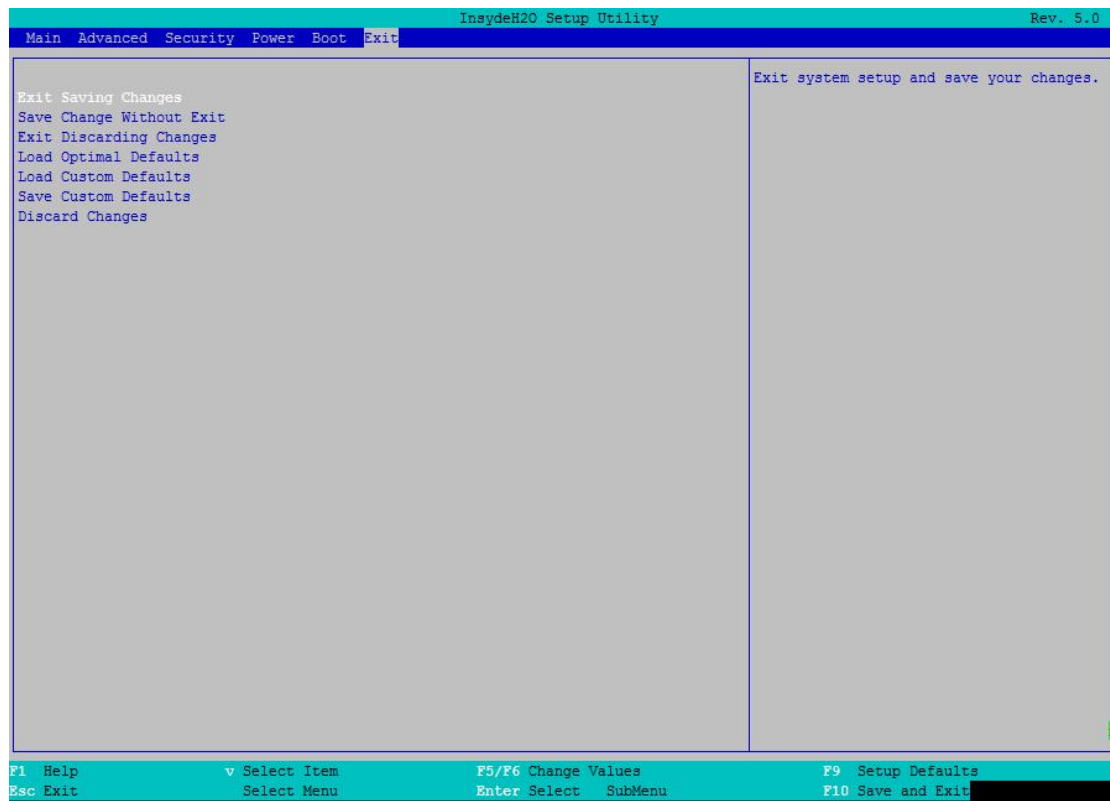 InsydeH20 Setup Utility Rev. 5.0
Main Advanced Security Power Boot Exit
Exit system setup and save your changes.
Exit Saving Changes
Save Change Without Exit
Exit Discarding Changes
Load Optimal Defaults
Load Custom Defaults
Save Custom Defaults
Discard Changes
F1 Help v Select Item F5/F6 Change Values F9 Setup Defaults
Esc Exit Select Menu Enter Select SubMenu F10 Save and Exit